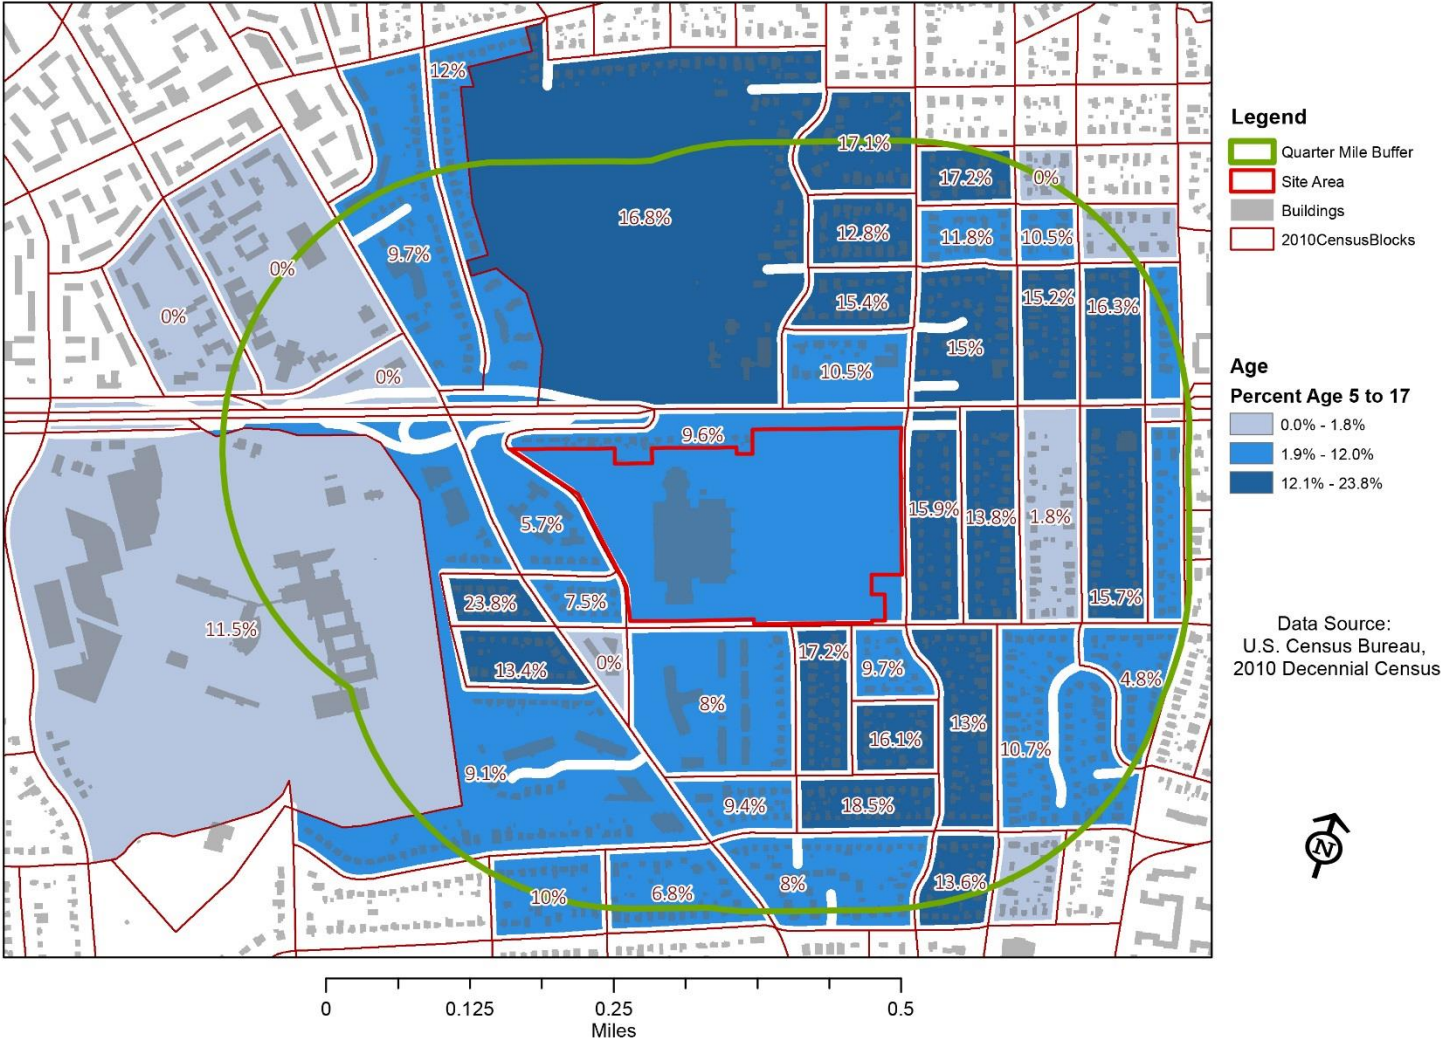 12%
17.1%
17.2%
0%
16.8%
12.8%
11.8%
10.5%
9.7%
0%
0%
15.4%
15.2%
16.3%
15%
10.5%
0%
9.6%
5.7%
15.9%
13.8%
1.8%
15.7%
23.8%
7.5%
11.5%
13.4%
0%
17.2%
9.7%
4.8%
8%
16.1%
13%
10.7%
9.1%
9.4%
18.5%
10%
6.8%
8%
13.6%
Legend
Quarter Mile Buffer
Site Area
Buildings
2010CensusBlocks
Age
Percent Age 5 to 17
0.0% - 1.8%
1.9% - 12.0%
12.1% - 23.8%
Data Source:
U.S. Census Bureau,
2010 Decennial Census
N
0 0.125 0.25 0.5
Miles